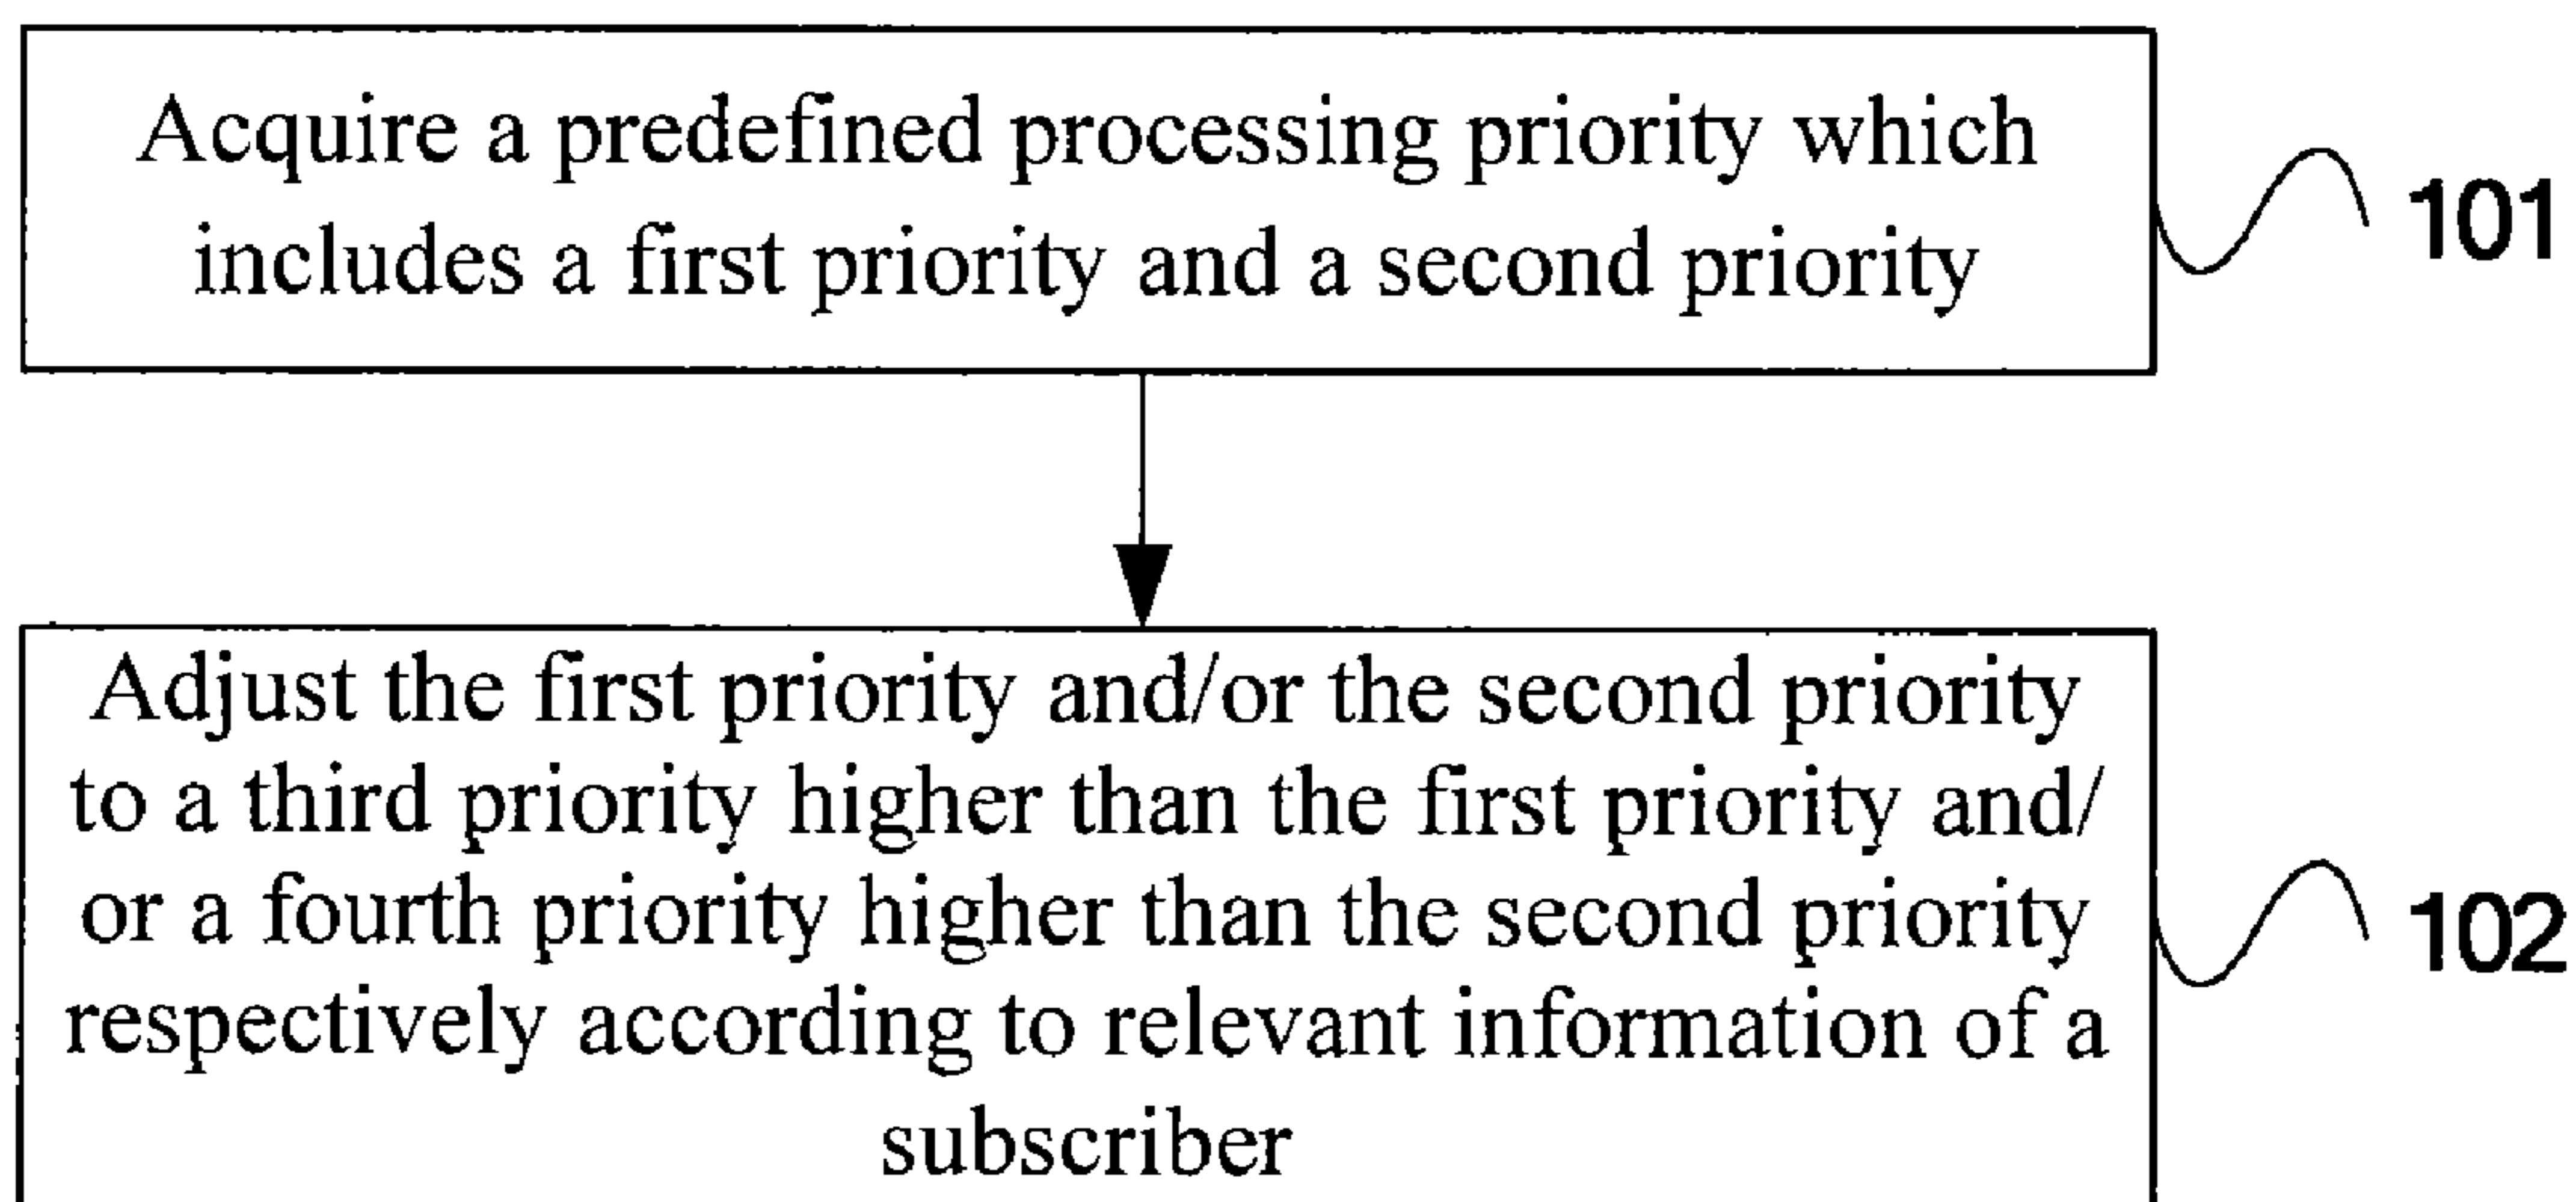 Acquire a predefined processing priority which
includes a first priority and a second priority
101
Adjust the first priority and/or the second priority
to a third priority higher than the first priority and/
or a fourth priority higher than the second priority
respectively according to relevant information of a
subscriber
102